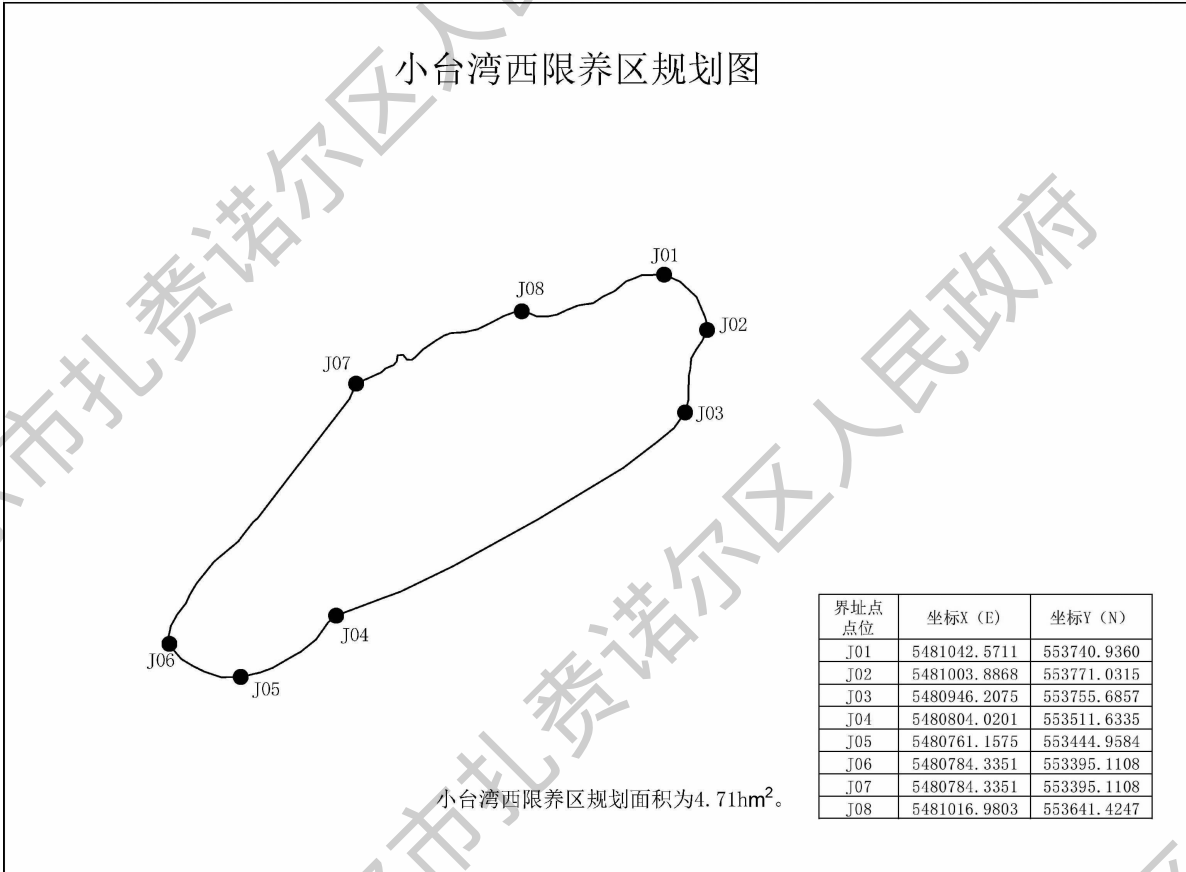 小台湾西限养区规划图
J01
J08
J02
J07
J03
J04
J06
J05
界址点点位 坐标X（E） 坐标Y（N）
J01 5481042.5711 553740.9360
J02 5481003.8868 553771.0315
J03 5480946.2075 553755.6857
J04 5480804.0201 553511.6335
J05 5480761.1575 553444.9584
J06 5480784.3351 553395.1108
J07 5480784.3351 553395.1108
J08 5481016.9803 553641.4247
小台湾西限养区规划面积为4.71hm²。
市扎赉诺尔区人民
市扎赉诺尔区人民政府